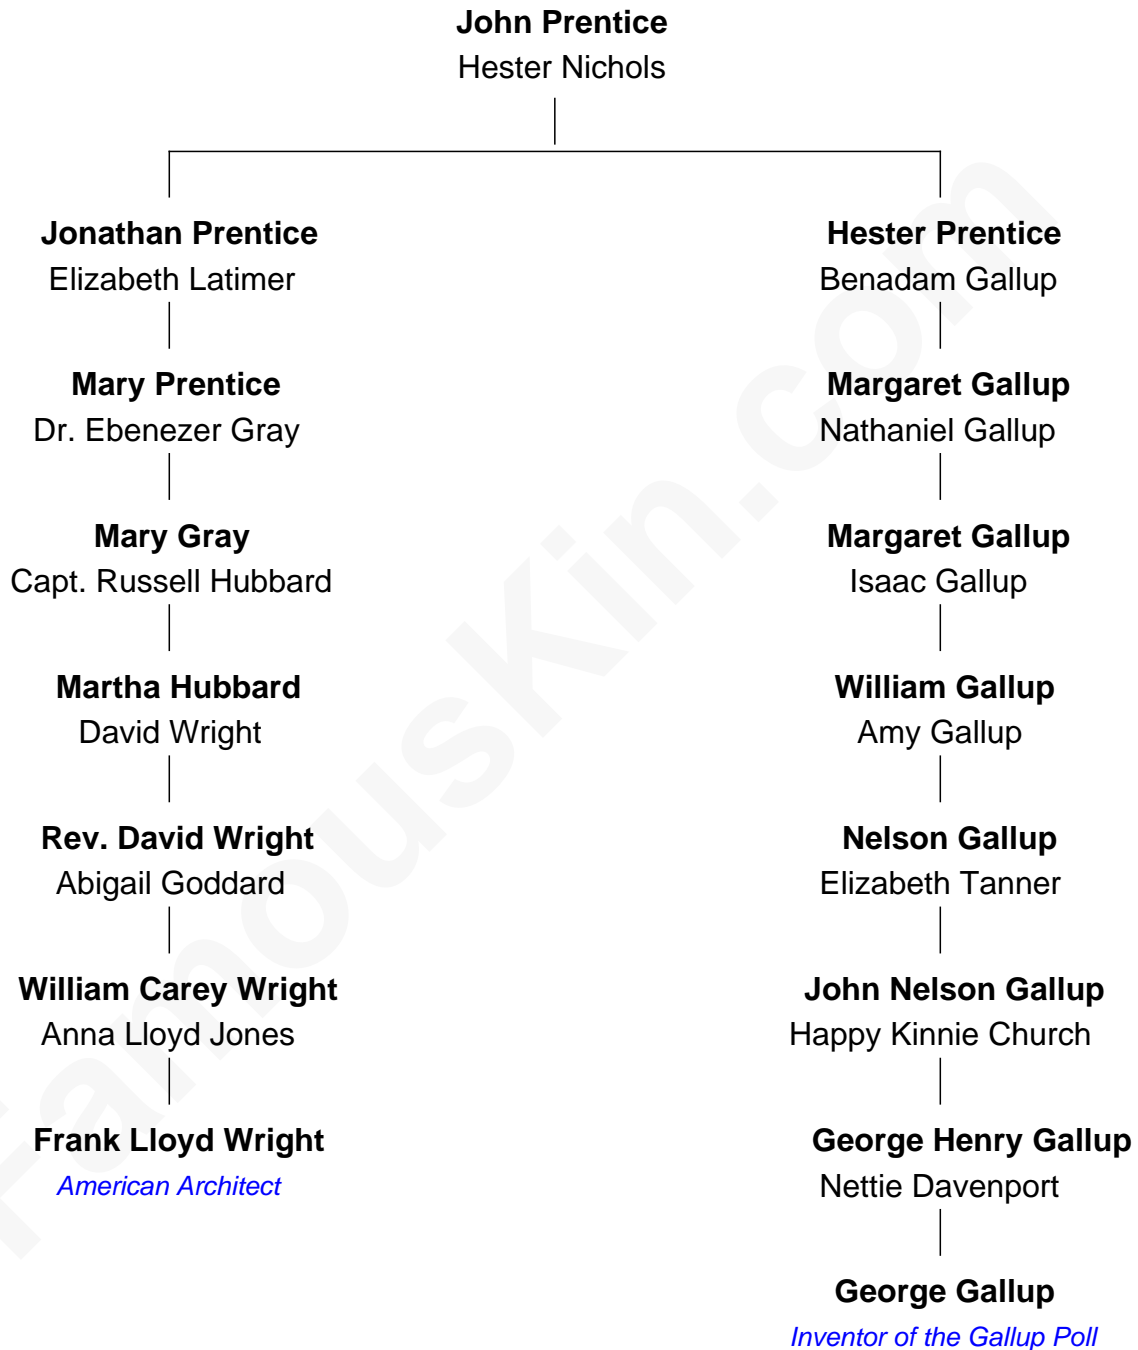 John Prentice
Hester Nichols
Jonathan Prentice
Elizabeth Latimer
Mary Prentice
Dr. Ebenezer Gray
Mary Gray
Capt. Russell Hubbard
Martha Hubbard
David Wright
Rev. David Wright
Abigail Goddard
William Carey Wright
Anna Lloyd Jones
Frank Lloyd Wright
American Architect
Hester Prentice
Benadam Gallup
Margaret Gallup
Nathaniel Gallup
Margaret Gallup
Isaac Gallup
William Gallup
Amy Gallup
Nelson Gallup
Elizabeth Tanner
John Nelson Gallup
Happy Kinnie Church
George Henry Gallup
Nettie Davenport
George Gallup
Inventor of the Gallup Poll
FamousKin.com